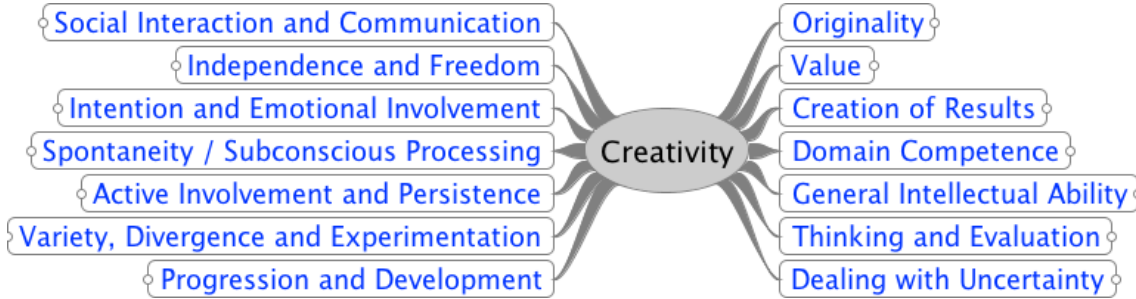 Social Interaction and Communication
Independence and Freedom
Intention and Emotional Involvement
Spontaneity / Subconscious Processing
Active Involvement and Persistence
Variety, Divergence and Experimentation
Progression and Development
Creativity
Originality
Value
Creation of Results
Domain Competence
General Intellectual Ability
Thinking and Evaluation
Dealing with Uncertainty